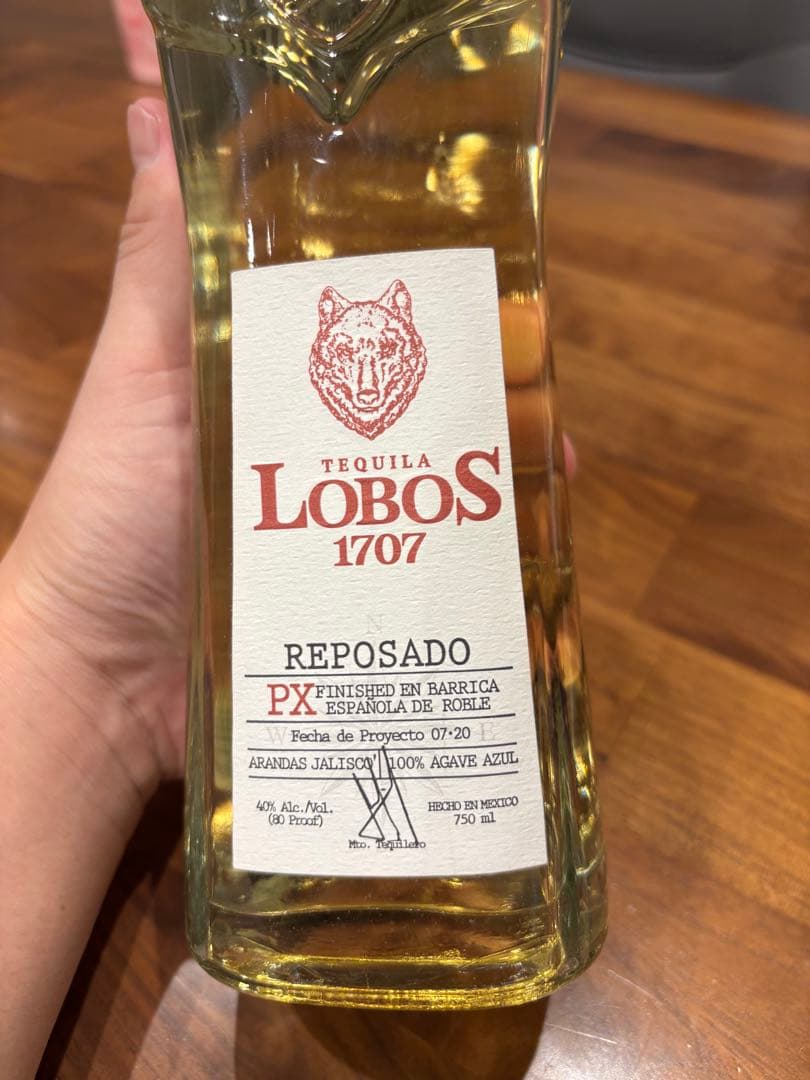 TEQUILA
LOBOS
1707
N
REPOSADO
PX FINISHED EN BARRICA
ESPAÑOLA DE ROBLE
W Fecha de Proyecto 07·20 E
ARANDAS JALISCO 100% AGAVE AZUL
40% Alc./Vol. HECHO EN MEXICO
(80 Proof) 750 ml
Mto. Tequilero